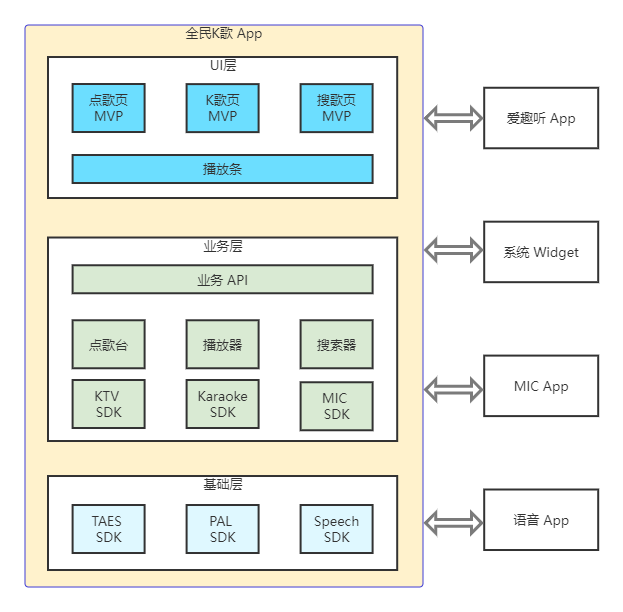 全民K歌 App
UI层
点歌页
MVP
K歌页
MVP
搜歌页
MVP
播放条
业务层
业务 API
点歌台
播放器
搜索器
KTV
SDK
Karaoke
SDK
MIC
SDK
基础层
TAES
SDK
PAL
SDK
Speech
SDK
爱趣听 App
系统 Widget
MIC App
语音 App